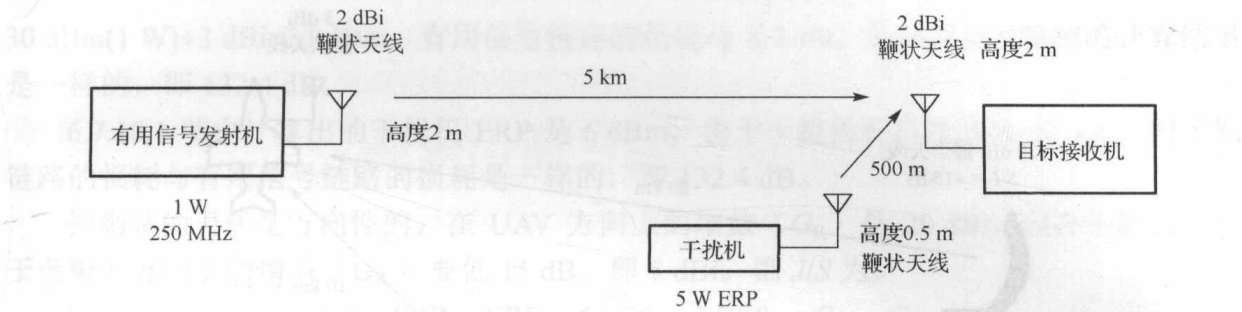 2 dBi
鞭状天线
高度2 m
有用信号发射机
1 W
250 MHz
5 km
2 dBi
鞭状天线 高度2 m
目标接收机
500 m
干扰机
5 W ERP
高度0.5 m
鞭状天线